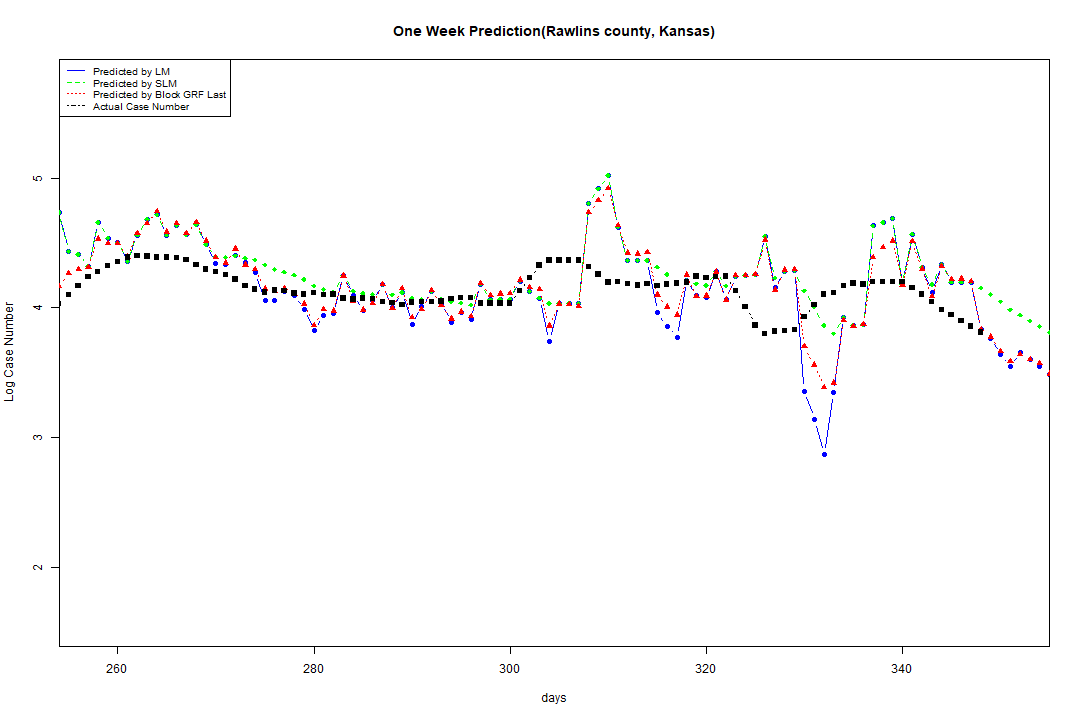 One Week Prediction(Rawlins county, Kansas)
Predicted by LM
Predicted by SLM
Predicted by Block GRF Last
Actual Case Number
5
4
3
2
Log Case Number
260 280 300 320 340
days